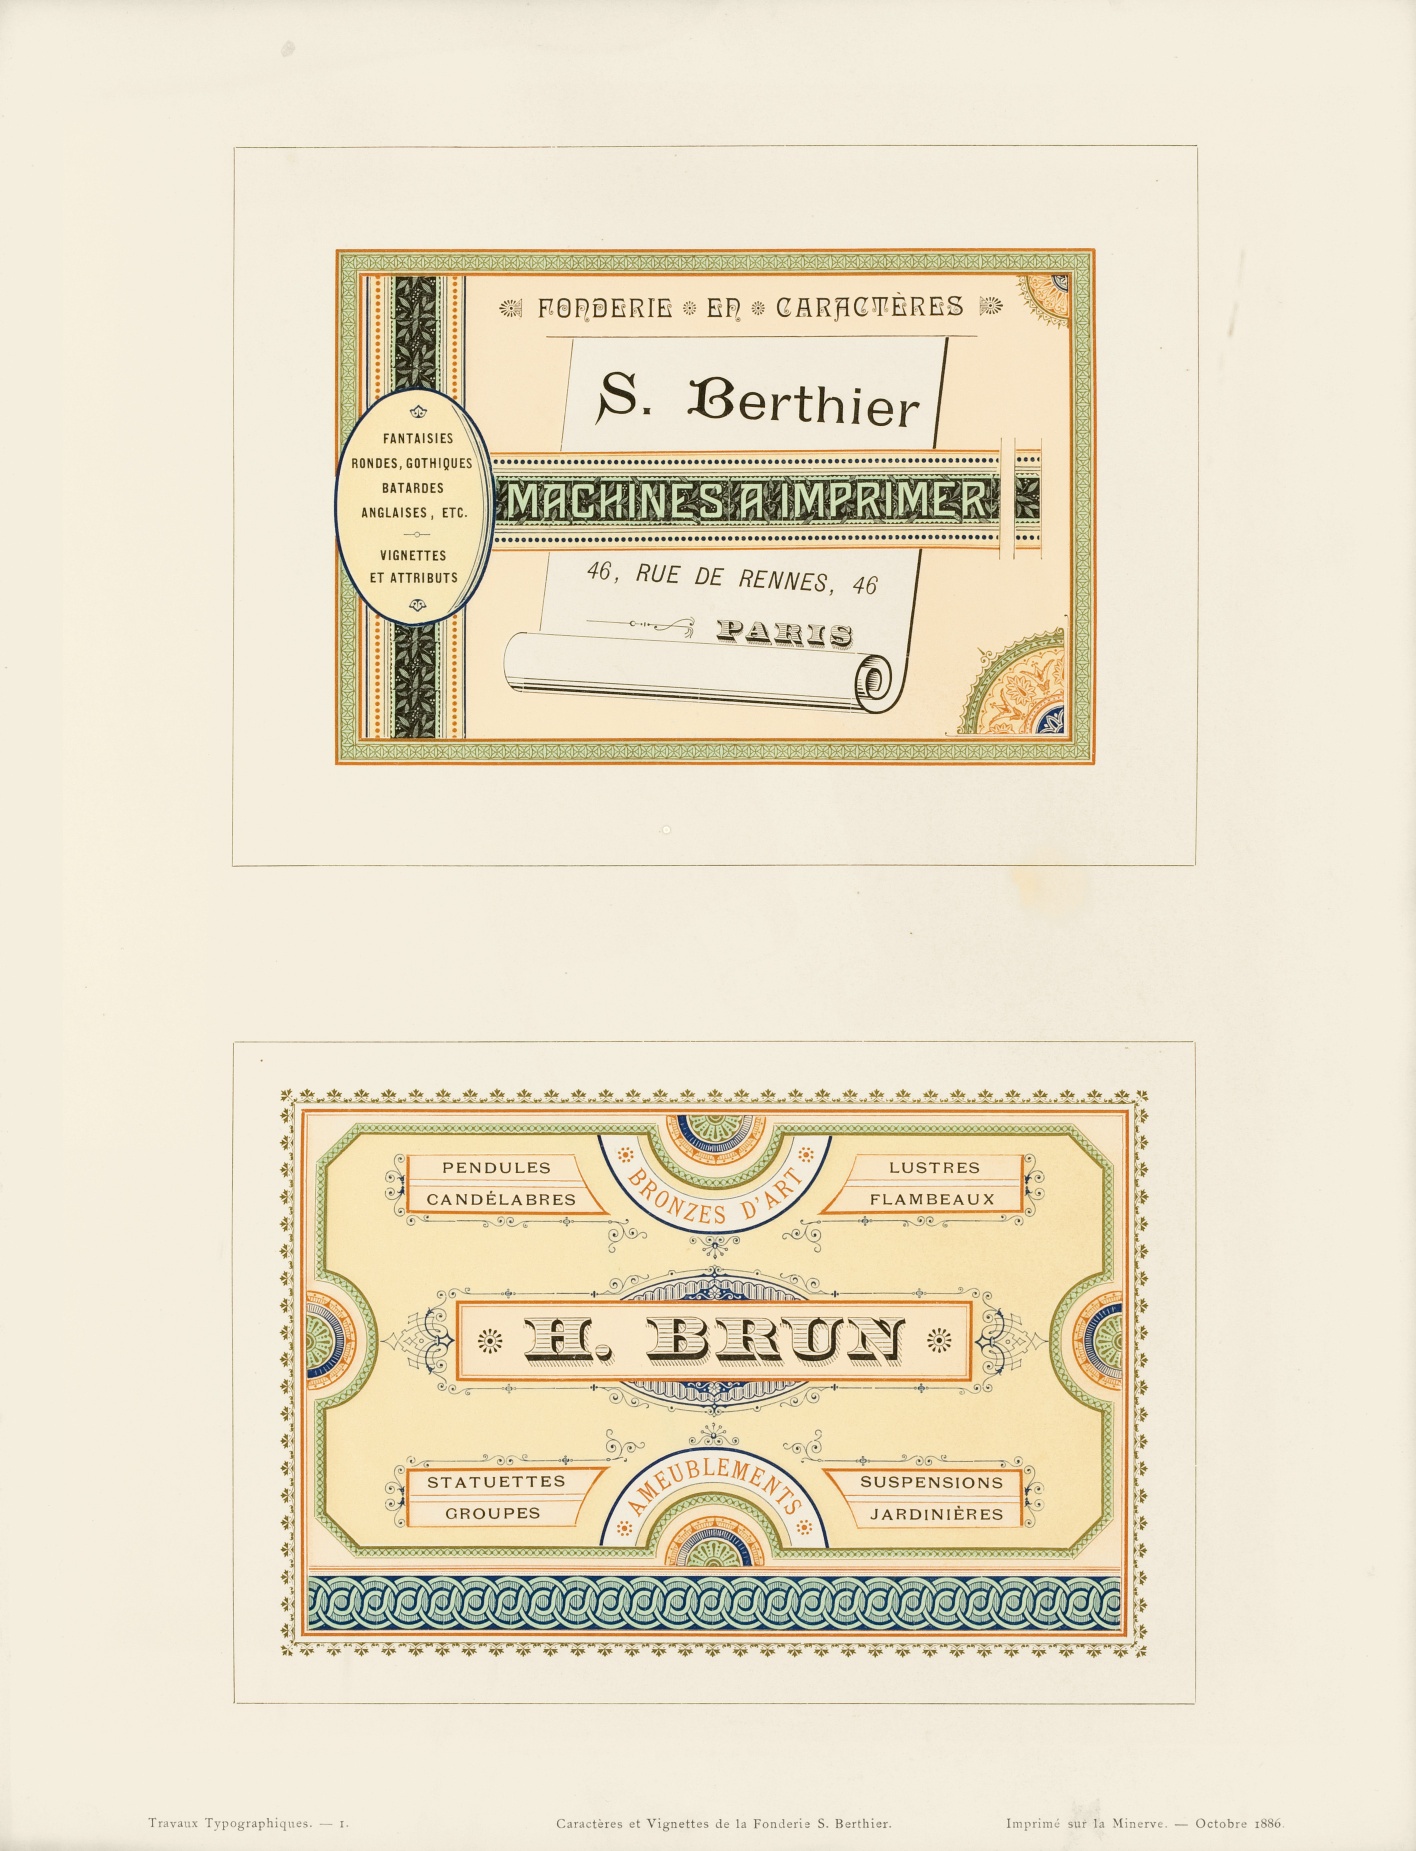 FONDERIE EN CARACTÈRES
S. Berthier
MACHINES A IMPRIMER
46, RUE DE RENNES, 46
PARIS
FANTAISIES
RONDES, GOTHIQUES
BATARDES
ANGLAISES, ETC.
VIGNETTES
ET ATTRIBUTS
PENDULES
CANDÉLABRES
BRONZES D'ART
LUSTRES
FLAMBEAUX
H. BRUN
STATUETTES
GROUPES
AMEUBLEMENTS
SUSPENSIONS
JARDINIÈRES
Travaux Typographiques. — 1.
Caractères et Vignettes de la Fonderie S. Berthier.
Imprimé sur la Minerve. — Octobre 1886.